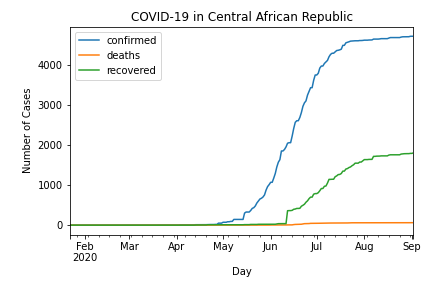 COVID-19 in Central African Republic
confirmed
deaths
recovered
Number of Cases
4000
3000
2000
1000
0
Feb Mar Apr May Jun Jul Aug Sep
2020
Day